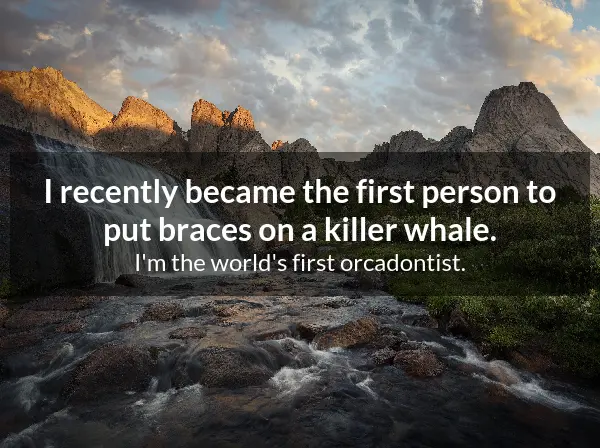 I recently became the first person to
put braces on a killer whale.
I'm the world's first orcadontist.